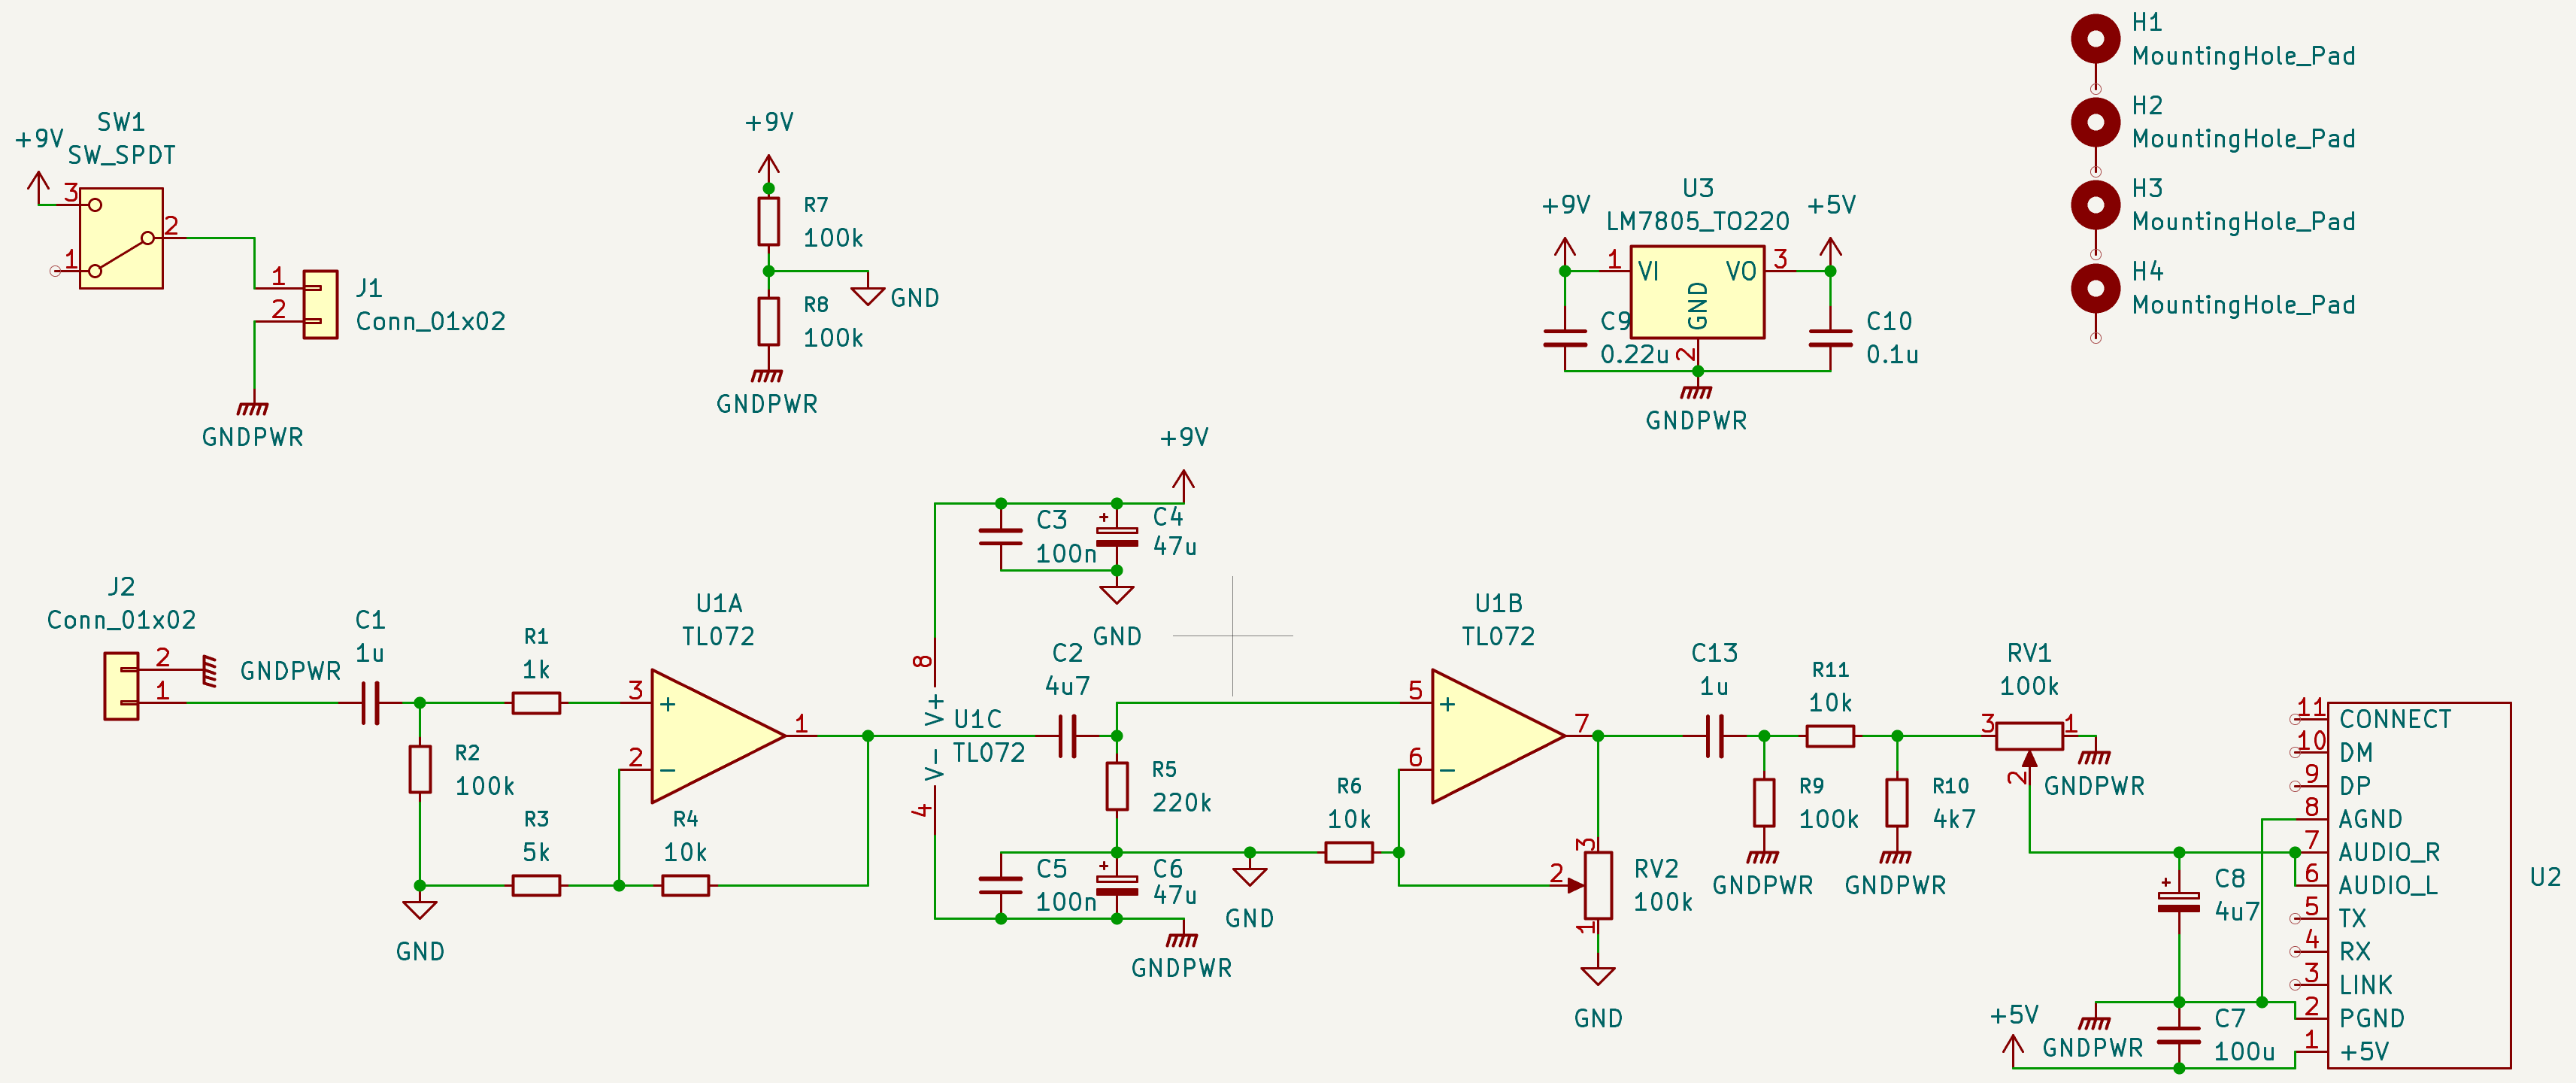 H1
MountingHole_Pad
H2
MountingHole_Pad
H3
MountingHole_Pad
H4
MountingHole_Pad
SW1
+9V
SW_SPDT
3
2
1
1
2
J1
Conn_01x02
GNDPWR
+9V
R7
100k
GND
R8
100k
GNDPWR
U3
+9V
LM7805_TO220
+5V
1
VI
VO
3
GND
2
C9
0.22u
C10
0.1u
GNDPWR
+9V
C3
100n
+
C4
47u
GND
J2
Conn_01x02
2
1
GNDPWR
C1
1u
R1
1k
R2
100k
U1A
TL072
3
+
2
−
1
R3
5k
R4
10k
GND
8
V+
U1C
TL072
V−
4
C2
4u7
R5
220k
C5
100n
+
C6
47u
GNDPWR
GND
R6
10k
U1B
TL072
5
+
6
−
7
3
2
1
RV2
100k
GND
C13
1u
R11
10k
R9
100k
GNDPWR
R10
4k7
GNDPWR
RV1
100k
3
1
2
GNDPWR
11
CONNECT
10
DM
9
DP
8
AGND
7
AUDIO_R
6
AUDIO_L
5
TX
4
RX
3
LINK
2
PGND
1
+5V
U2
+
C8
4u7
GNDPWR
C7
100u
+5V